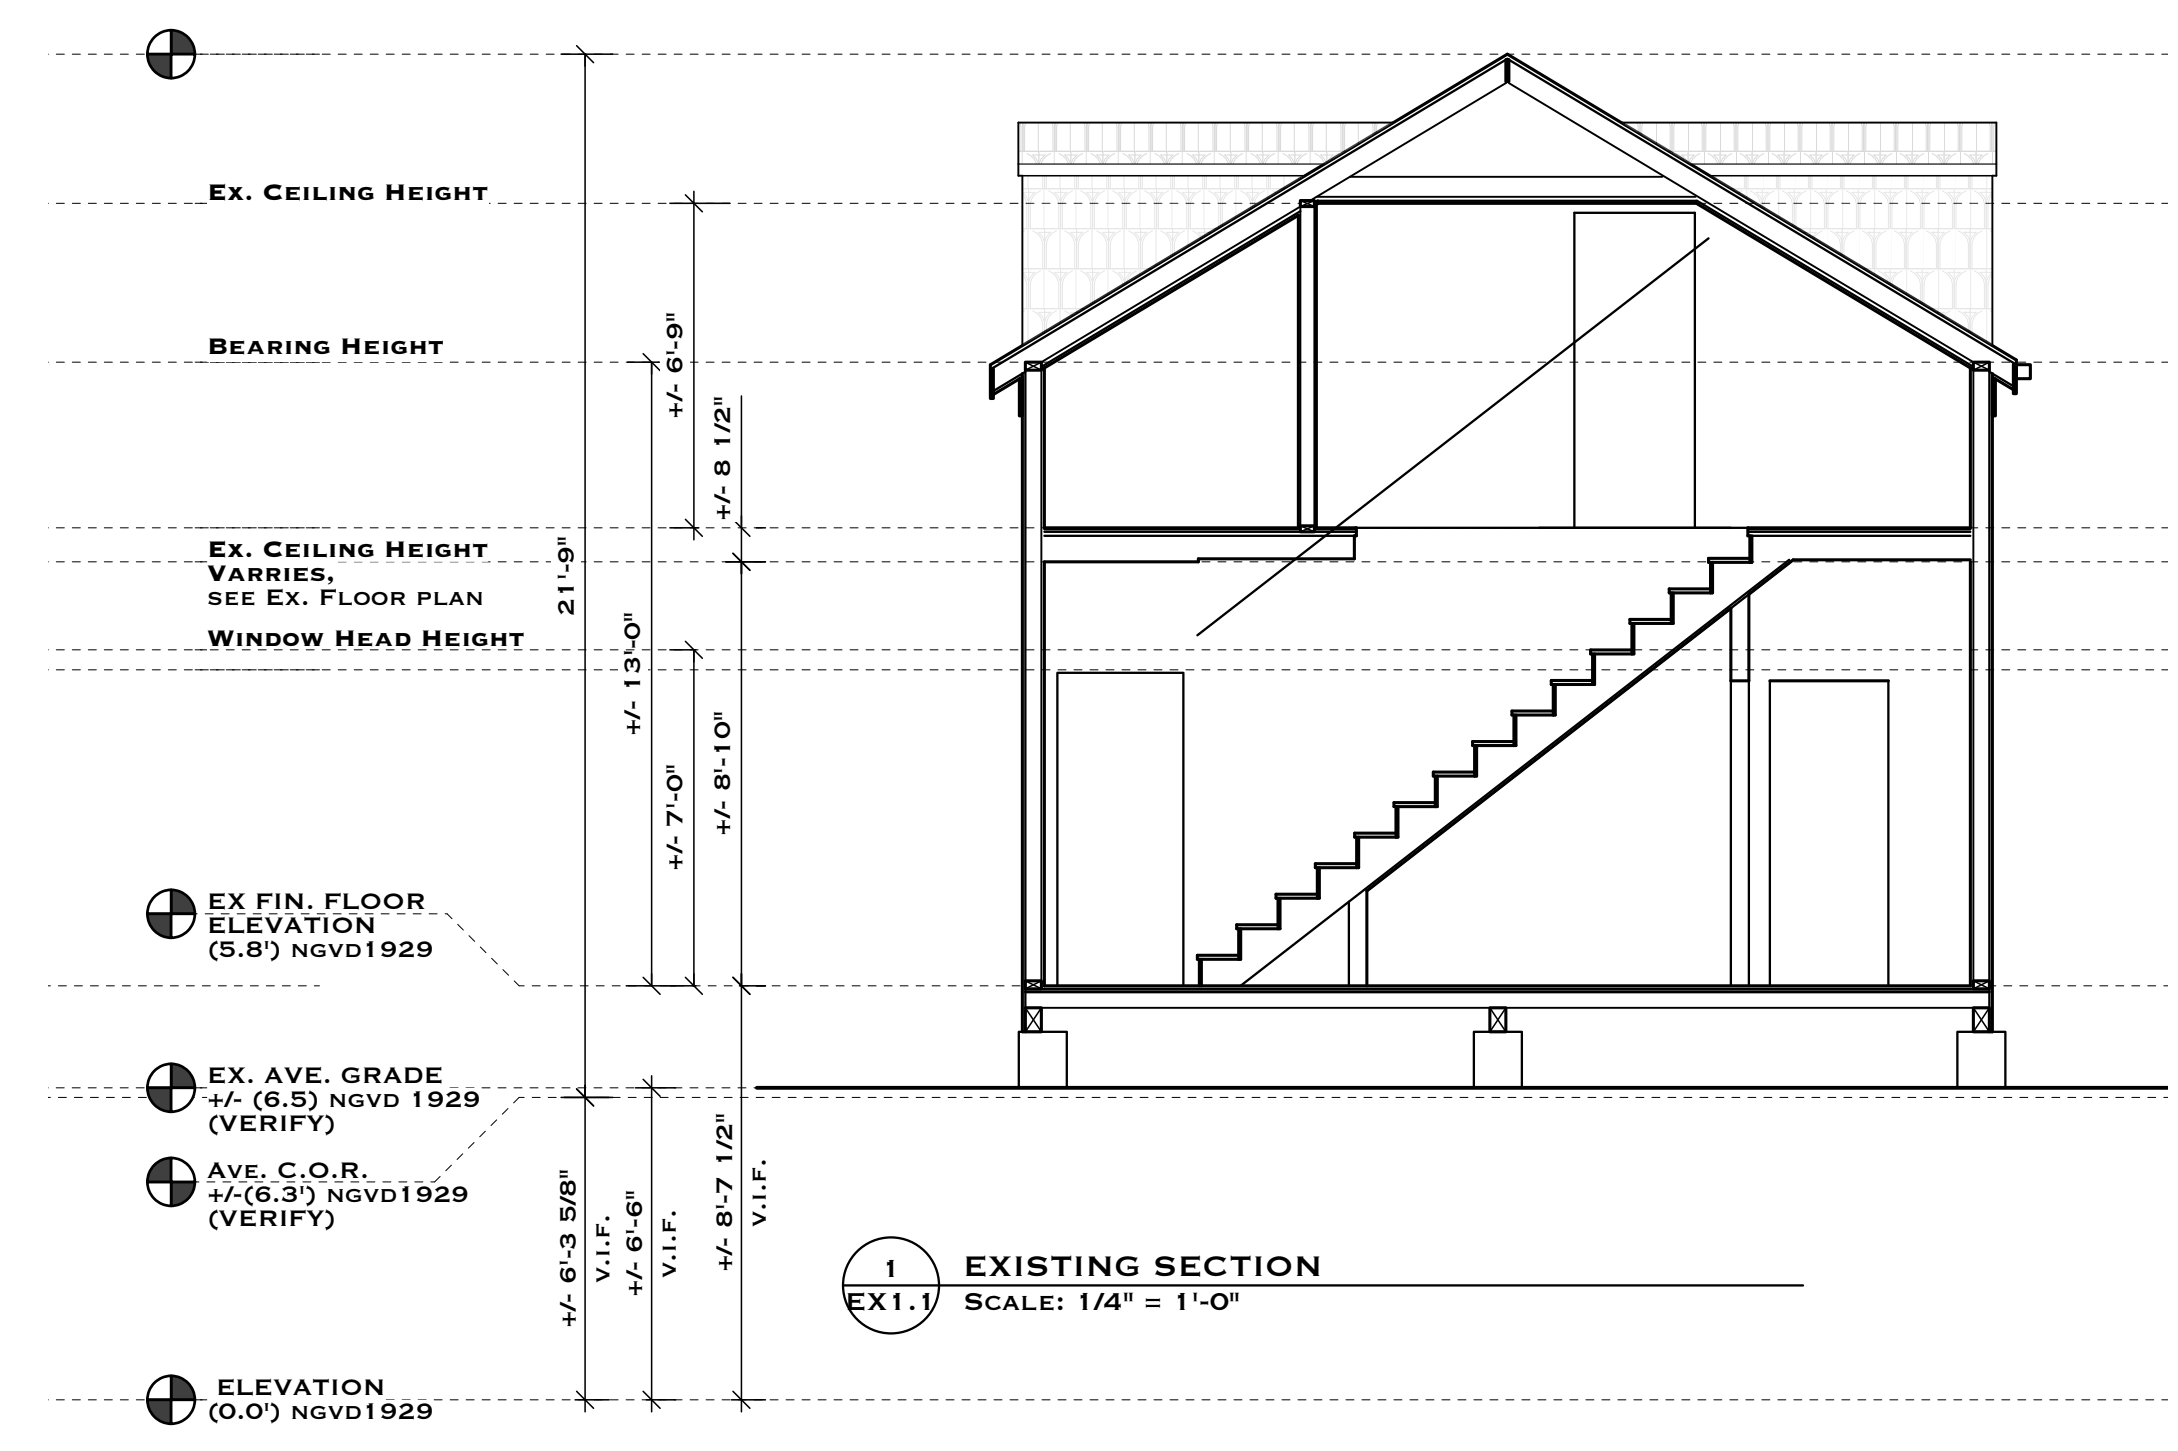 Ex. Ceiling Height
Bearing Height
Ex. Ceiling Height
Varries,
see Ex. Floor plan
Window Head Height
EX FIN. FLOOR
ELEVATION
(5.8') NGVD1929
EX. AVE. GRADE
+/- (6.5) NGVD 1929
(VERIFY)
Ave. C.O.R.
+/-(6.3') NGVD1929
(VERIFY)
ELEVATION
(0.0') NGVD1929
21'-9"
+/- 13'-0"
+/- 6'-9"
+/- 8 1/2"
+/- 7'-0"
+/- 8'-10"
+/- 6'-3 5/8"
V.I.F.
+/- 6'-6"
V.I.F.
+/- 8'-7 1/2"
V.I.F.
1
EX1.1
EXISTING SECTION
Scale: 1/4" = 1'-0"